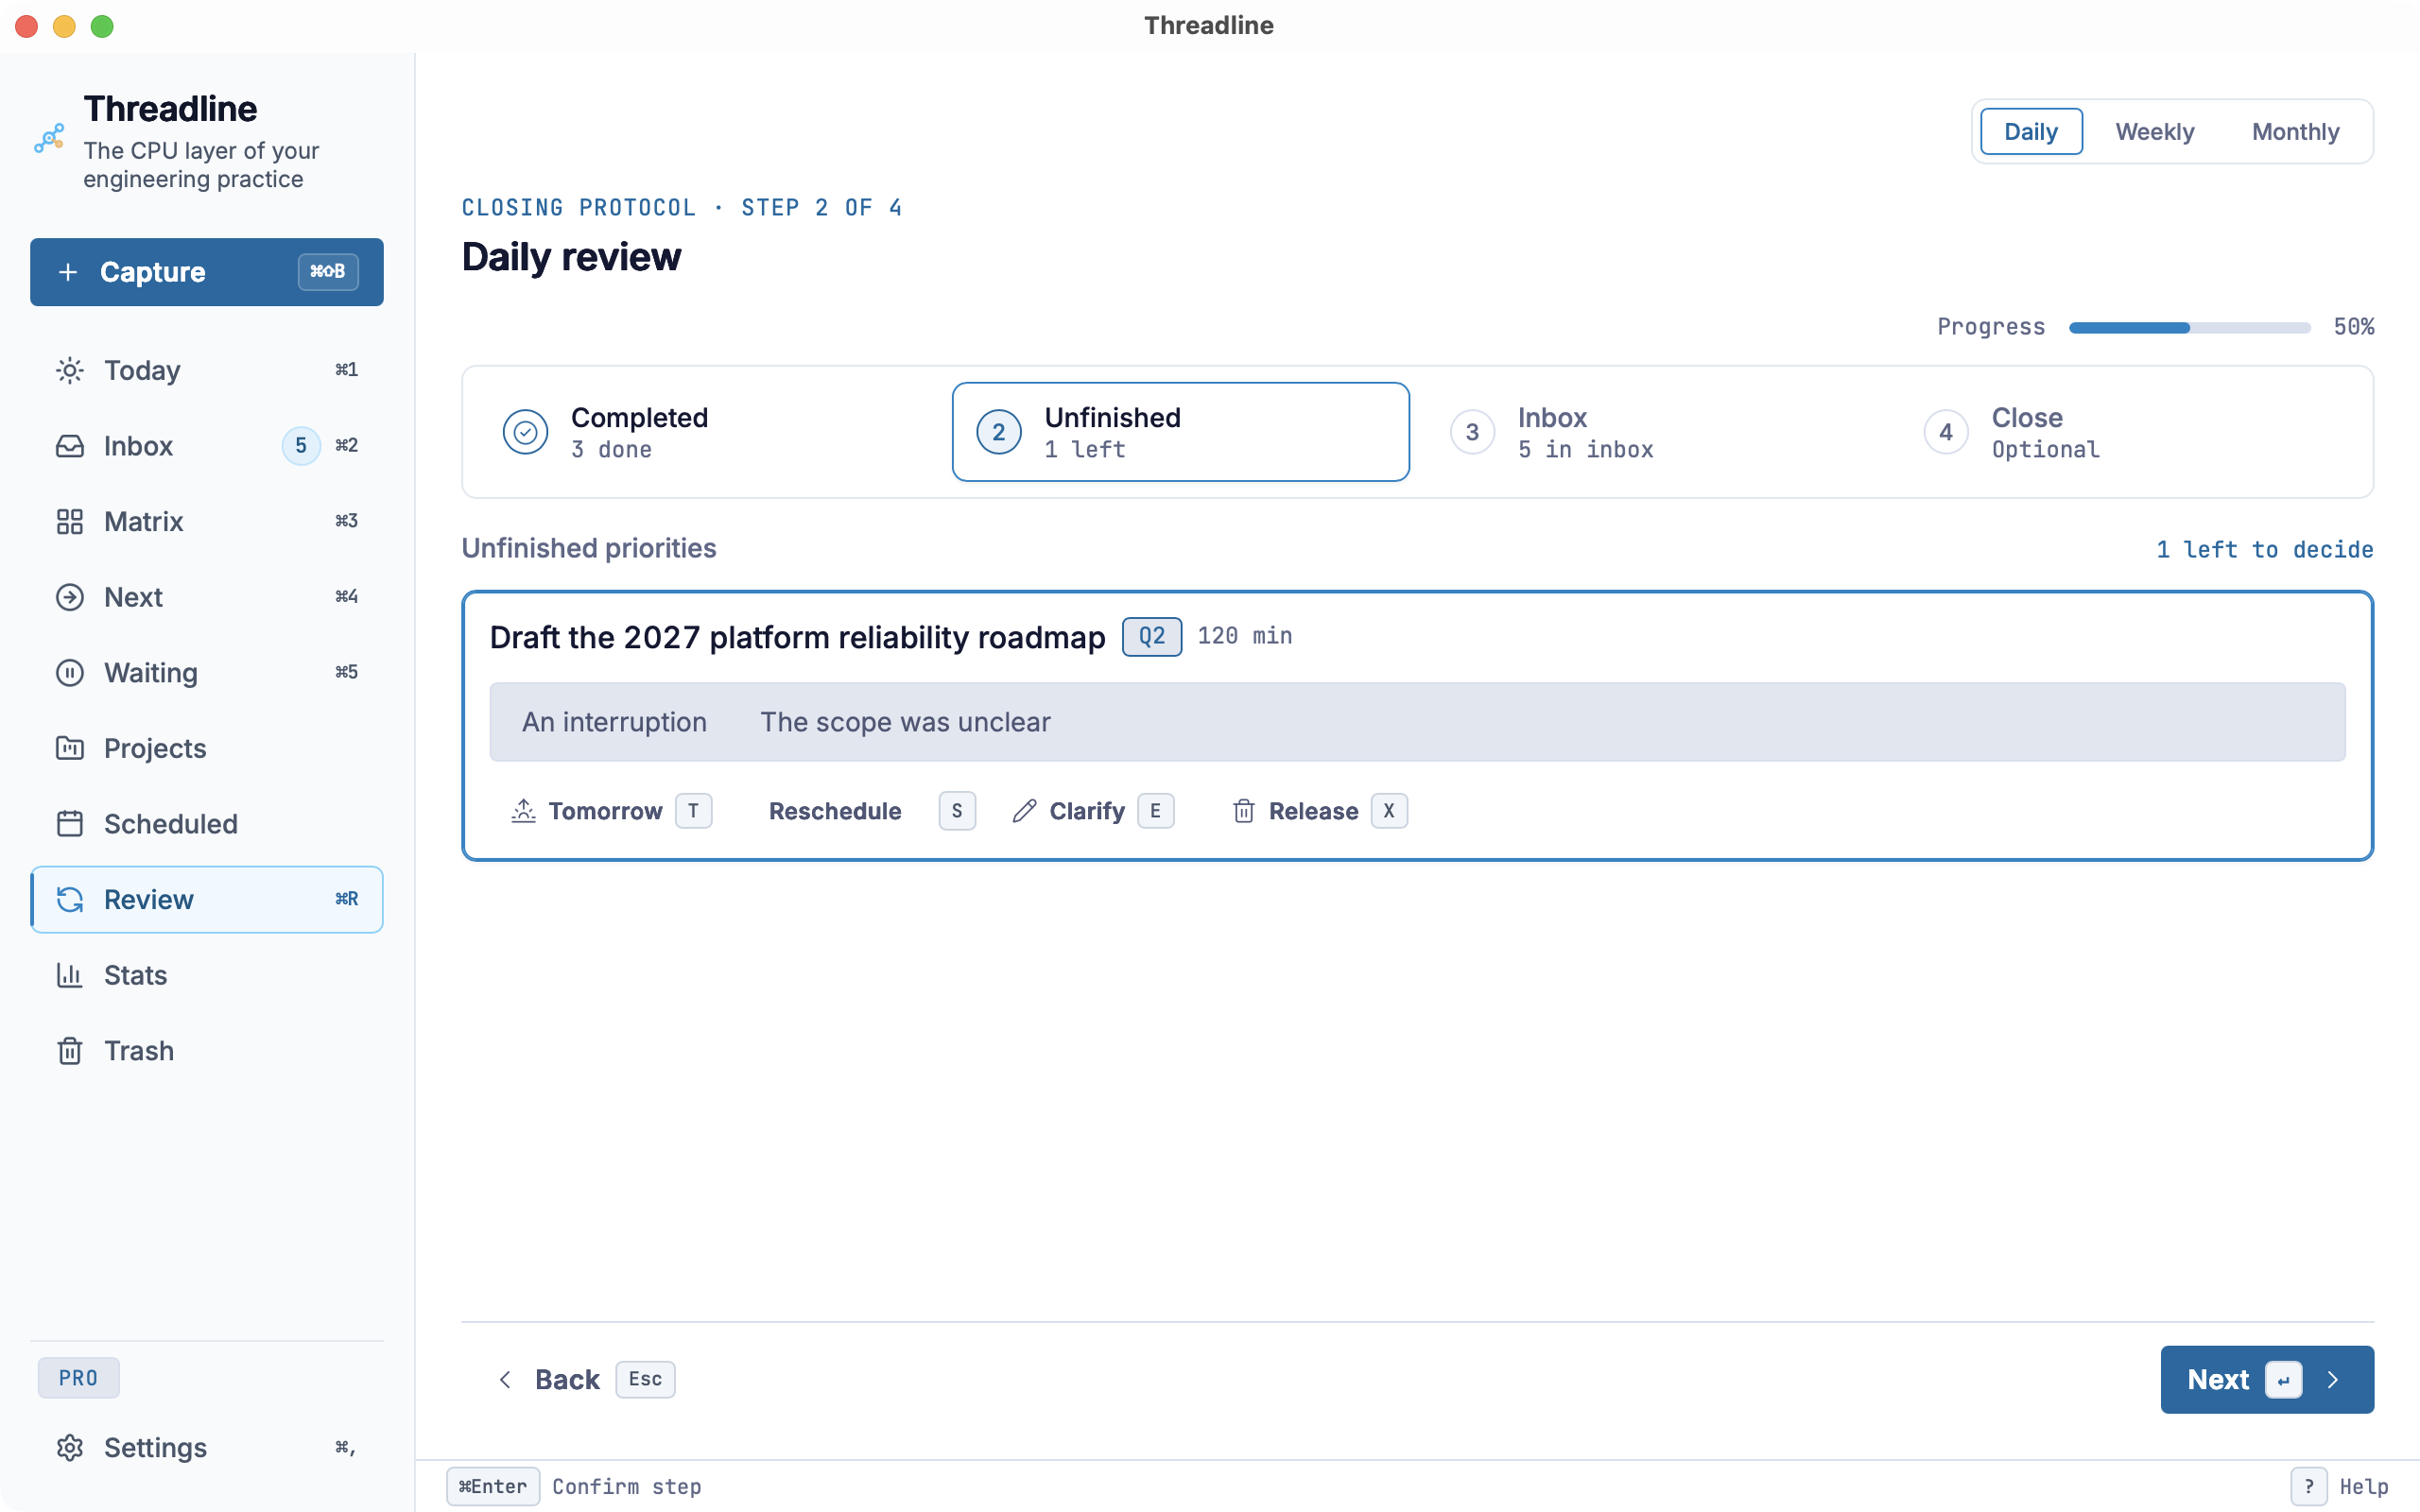 Threadline
Threadline
The CPU layer of your
engineering practice
+ Capture ⌘⇧B
Today ⌘1
Inbox 5 ⌘2
Matrix ⌘3
Next ⌘4
Waiting ⌘5
Projects
Scheduled
Review ⌘R
Stats
Trash
PRO
Settings ⌘,
Daily Weekly Monthly
CLOSING PROTOCOL · STEP 2 OF 4
Daily review
Progress 50%
Completed
3 done
2 Unfinished
1 left
3 Inbox
5 in inbox
4 Close
Optional
Unfinished priorities 1 left to decide
Draft the 2027 platform reliability roadmap Q2 120 min
An interruption The scope was unclear
Tomorrow T Reschedule S Clarify E Release X
Back Esc Next ↵
⌘Enter Confirm step ? Help